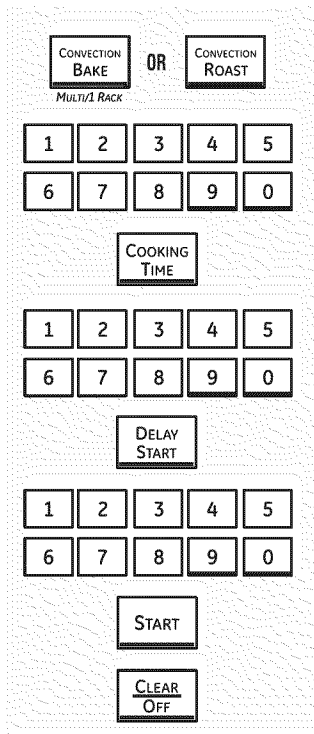 CONVECTION BAKE OR CONVECTION ROAST
MULTI/1 RACK
1 2 3 4 5
6 7 8 9 0
COOKING TIME
1 2 3 4 5
6 7 8 9 0
DELAY START
1 2 3 4 5
6 7 8 9 0
START
CLEAR
OFF